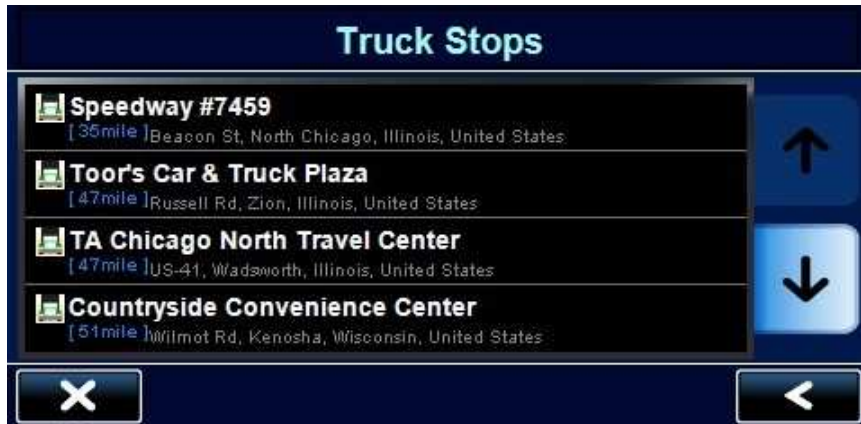 Truck Stops
Speedway #7459
[ 35mile ] Beacon St, North Chicago, Illinois, United States
Toor's Car & Truck Plaza
[ 47mile ] Russell Rd, Zion, Illinois, United States
TA Chicago North Travel Center
[ 47mile ] US-41, Wadsworth, Illinois, United States
Countryside Convenience Center
[ 51mile ] Wilmot Rd, Kenosha, Wisconsin, United States